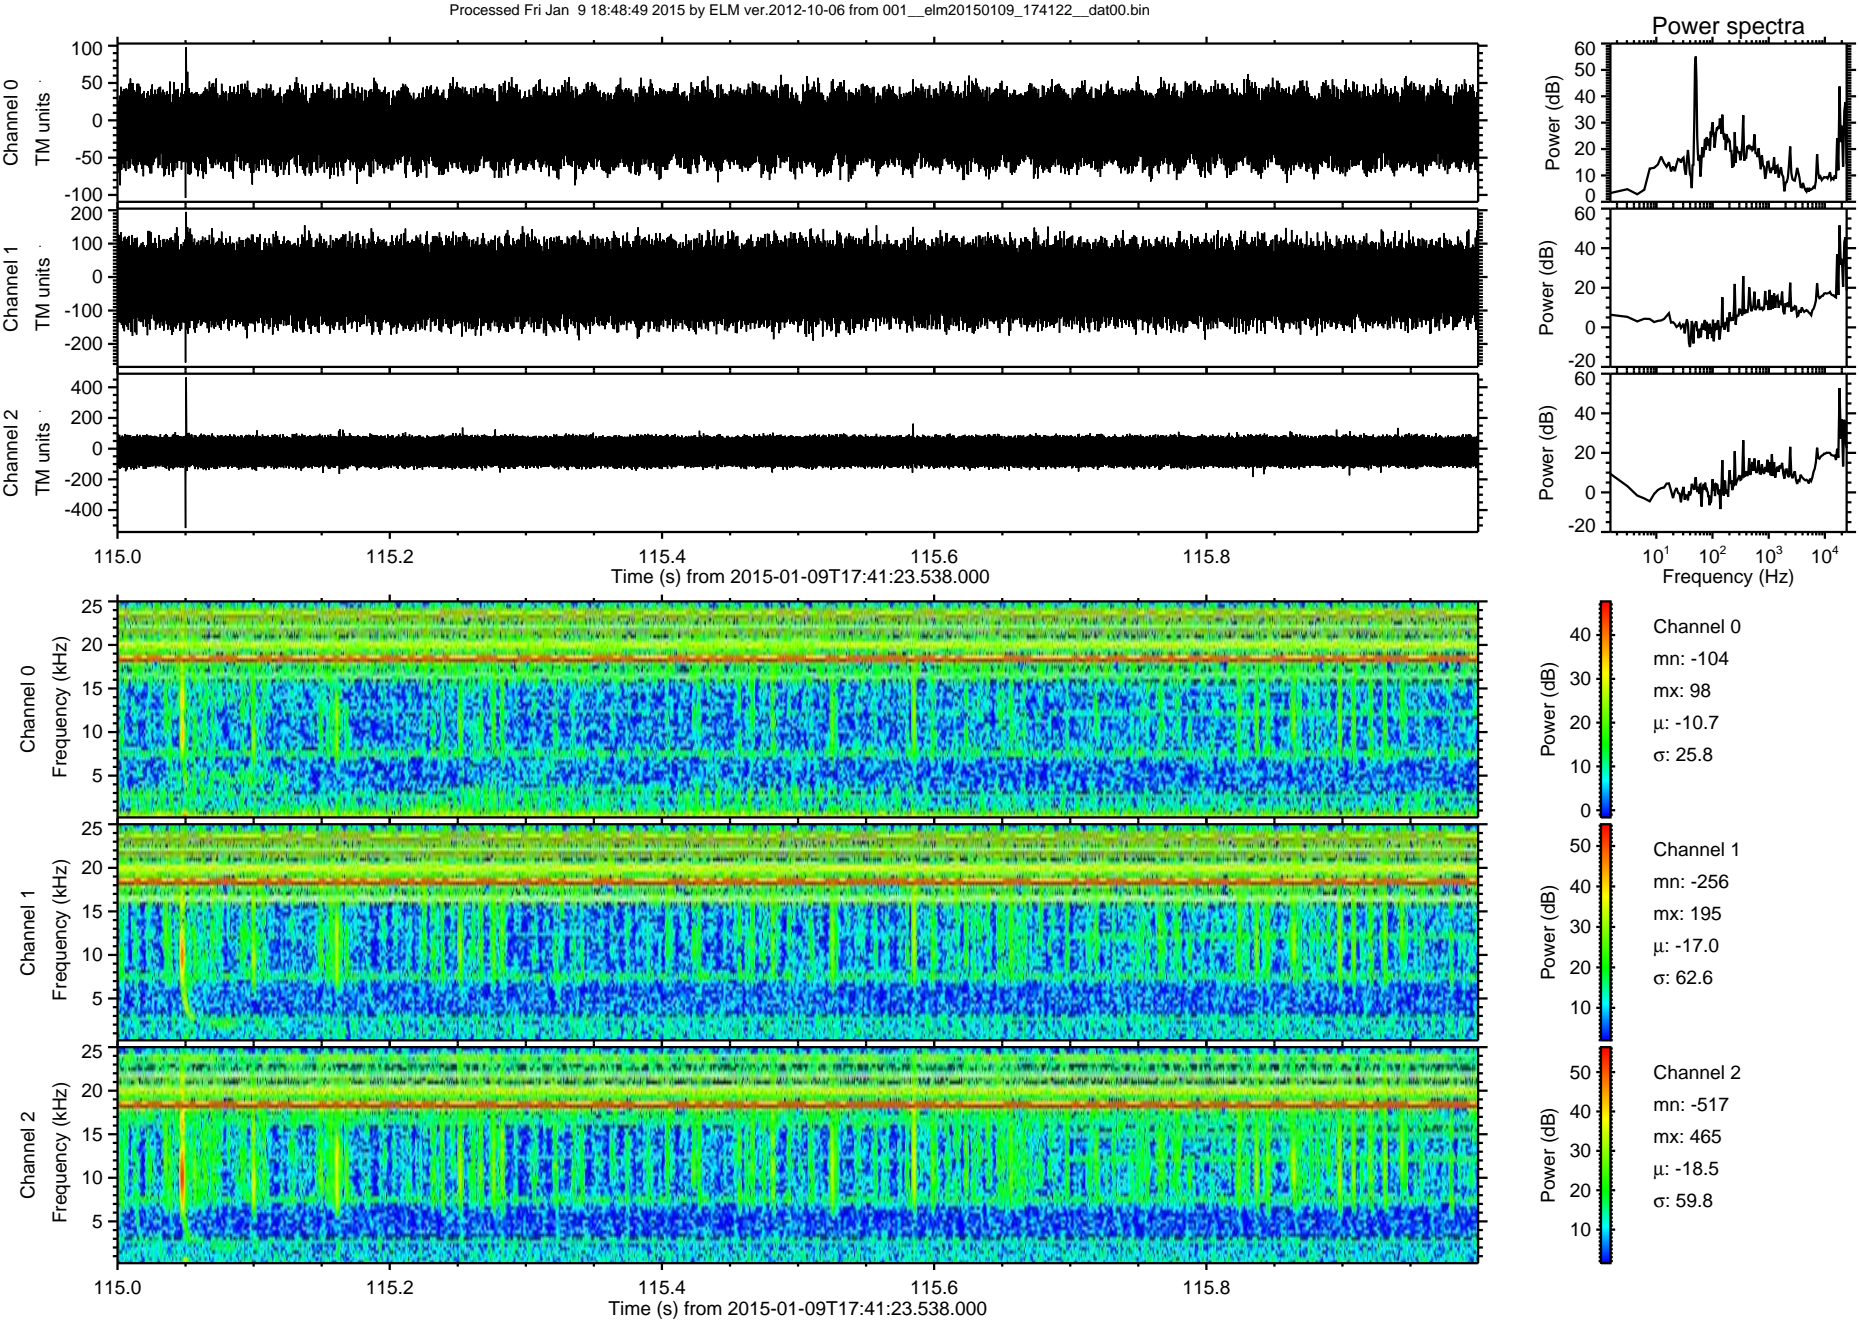 Processed Fri Jan  9 18:48:49 2015 by ELM ver.2012-10-06 from 001__elm20150109_174122__dat00.bin
Power spectra
Channel 0
TM units
100
50
0
-50
-100
Power (dB)
60
50
40
30
20
10
0
Channel 1
TM units
200
100
0
-100
-200
Power (dB)
60
40
20
0
-20
Channel 2
TM units
400
200
0
-200
-400
Power (dB)
60
40
20
0
-20
115.0 115.2 115.4 115.6 115.8
Time (s) from 2015-01-09T17:41:23.538.000
10¹ 10² 10³ 10⁴
Frequency (Hz)
Channel 0
Frequency (kHz)
25
20
15
10
5
Power (dB)
40
30
20
10
0
Channel 0
mn: -104
mx: 98
µ: -10.7
σ: 25.8
Channel 1
Frequency (kHz)
25
20
15
10
5
Power (dB)
50
40
30
20
10
Channel 1
mn: -256
mx: 195
µ: -17.0
σ: 62.6
Channel 2
Frequency (kHz)
25
20
15
10
5
Power (dB)
50
40
30
20
10
Channel 2
mn: -517
mx: 465
µ: -18.5
σ: 59.8
115.0 115.2 115.4 115.6 115.8
Time (s) from 2015-01-09T17:41:23.538.000